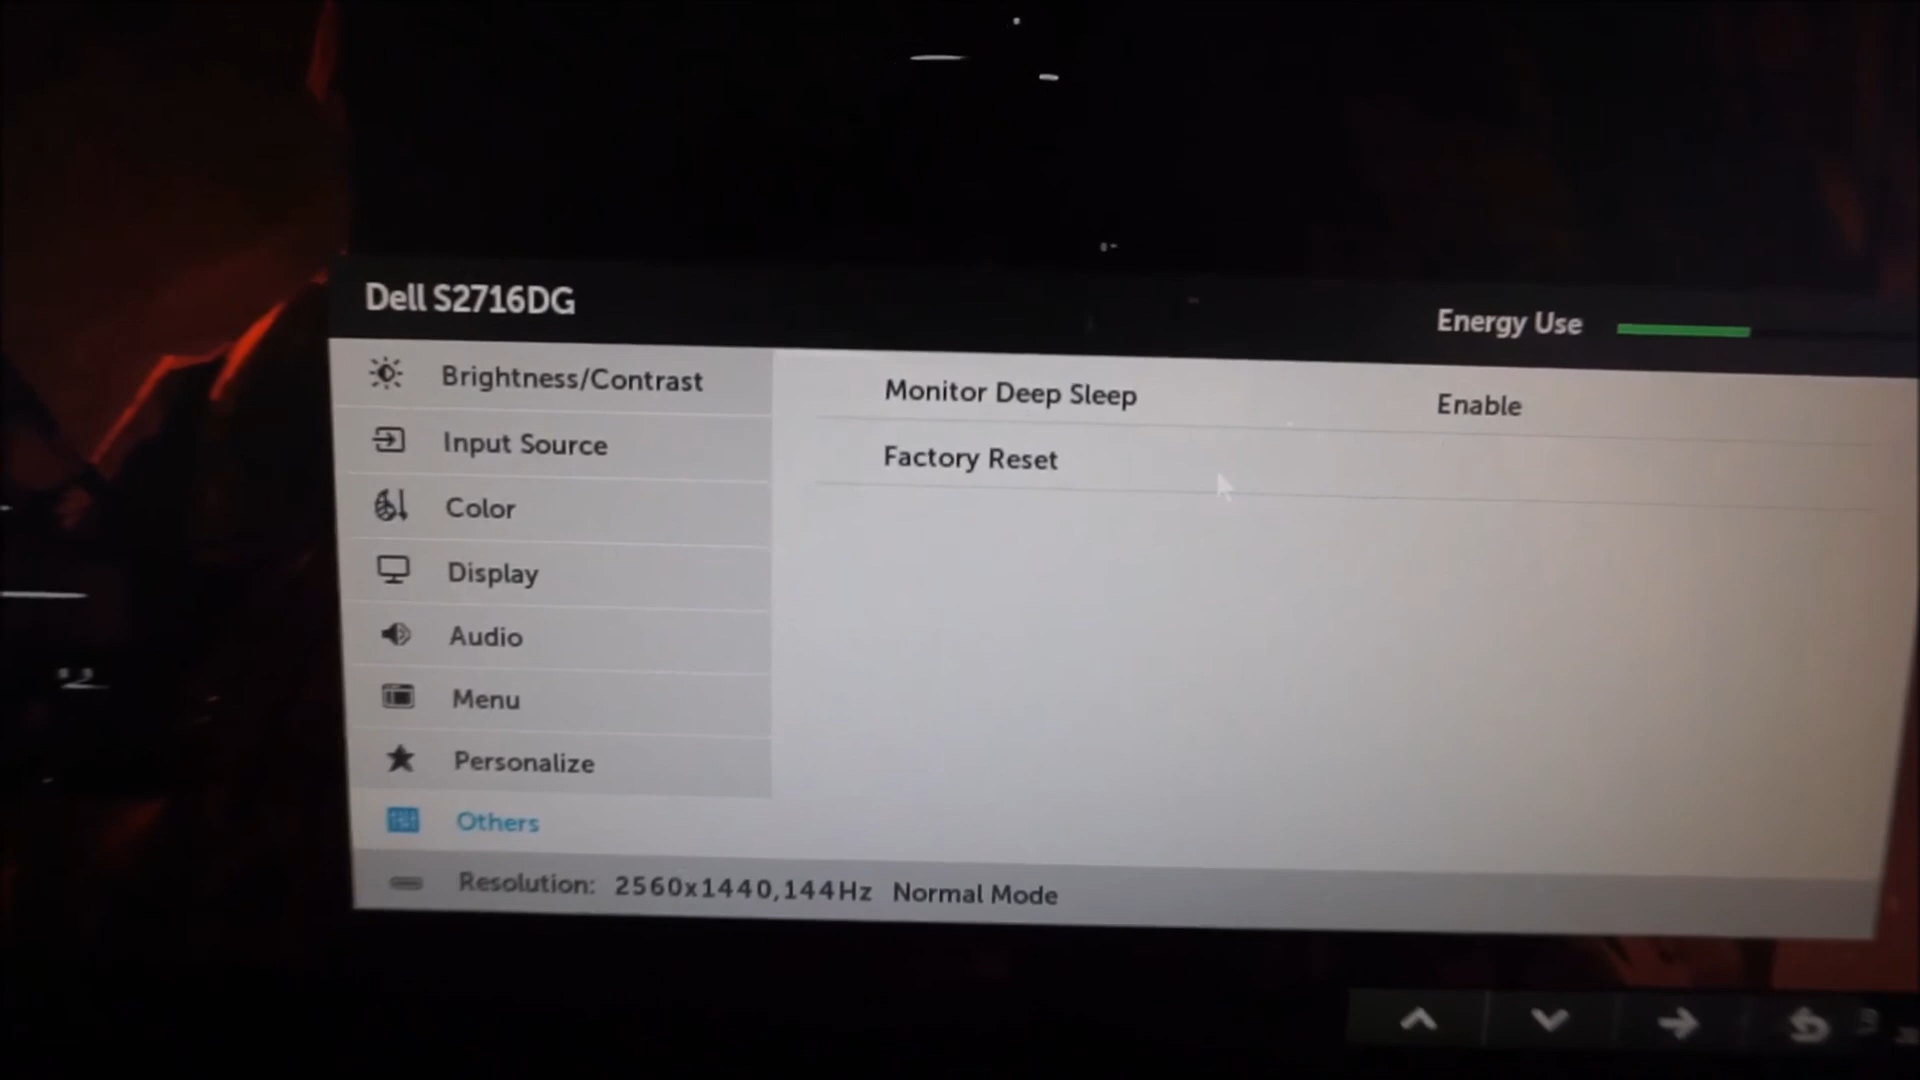 Dell S2716DG
Energy Use
Brightness/Contrast
Monitor Deep Sleep Enable
Input Source
Factory Reset
Color
Display
Audio
Menu
Personalize
Others
Resolution: 2560x1440,144Hz Normal Mode